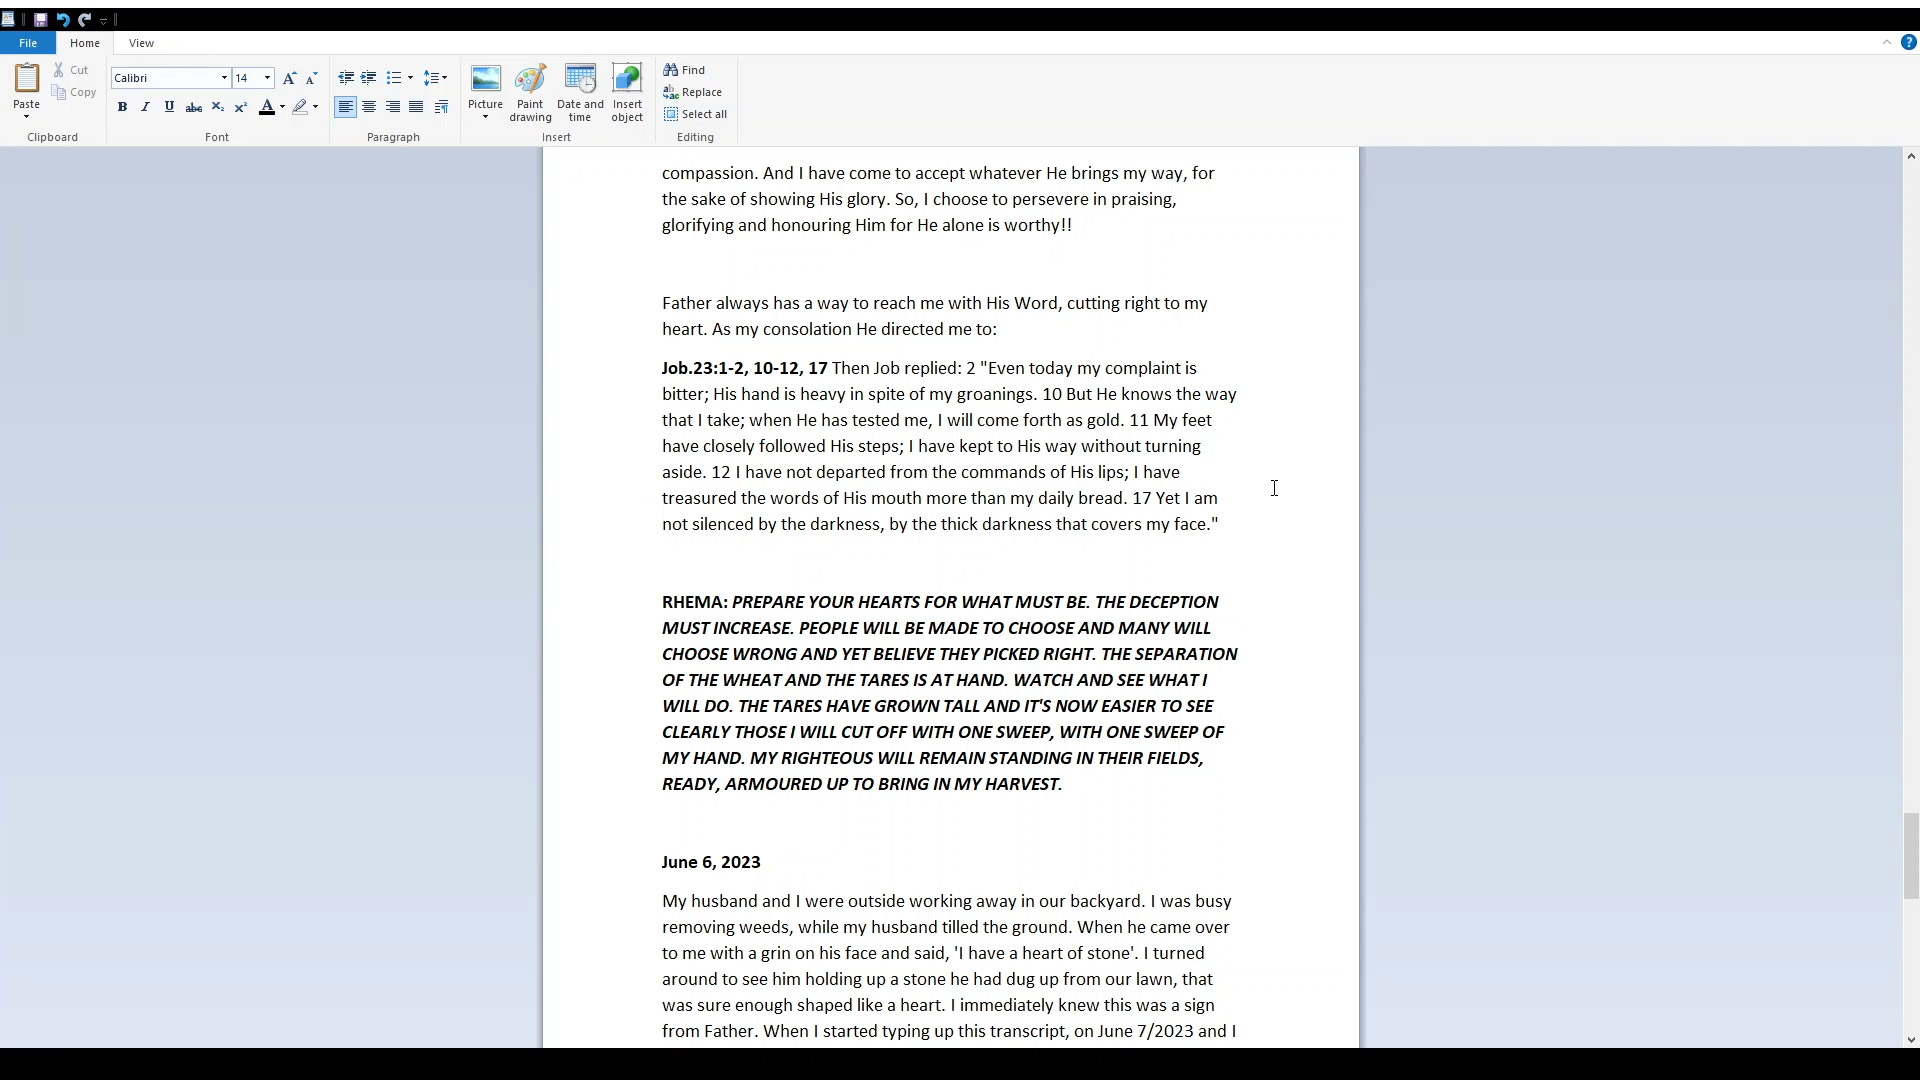 File
Home
View
Paste
Cut
Copy
Clipboard
Calibri
14
Font
Paragraph
Picture
Paint drawing
Date and time
Insert object
Insert
Find
Replace
Select all
Editing
compassion. And I have come to accept whatever He brings my way, for
the sake of showing His glory. So, I choose to persevere in praising,
glorifying and honouring Him for He alone is worthy!!
Father always has a way to reach me with His Word, cutting right to my
heart. As my consolation He directed me to:
Job.23:1-2, 10-12, 17 Then Job replied: 2 "Even today my complaint is
bitter; His hand is heavy in spite of my groanings. 10 But He knows the way
that I take; when He has tested me, I will come forth as gold. 11 My feet
have closely followed His steps; I have kept to His way without turning
aside. 12 I have not departed from the commands of His lips; I have
treasured the words of His mouth more than my daily bread. 17 Yet I am
not silenced by the darkness, by the thick darkness that covers my face."
RHEMA: PREPARE YOUR HEARTS FOR WHAT MUST BE. THE DECEPTION
MUST INCREASE. PEOPLE WILL BE MADE TO CHOOSE AND MANY WILL
CHOOSE WRONG AND YET BELIEVE THEY PICKED RIGHT. THE SEPARATION
OF THE WHEAT AND THE TARES IS AT HAND. WATCH AND SEE WHAT I
WILL DO. THE TARES HAVE GROWN TALL AND IT'S NOW EASIER TO SEE
CLEARLY THOSE I WILL CUT OFF WITH ONE SWEEP, WITH ONE SWEEP OF
MY HAND. MY RIGHTEOUS WILL REMAIN STANDING IN THEIR FIELDS,
READY, ARMOURED UP TO BRING IN MY HARVEST.
June 6, 2023
My husband and I were outside working away in our backyard. I was busy
removing weeds, while my husband tilled the ground. When he came over
to me with a grin on his face and said, 'I have a heart of stone'. I turned
around to see him holding up a stone he had dug up from our lawn, that
was sure enough shaped like a heart. I immediately knew this was a sign
from Father. When I started typing up this transcript, on June 7/2023 and I